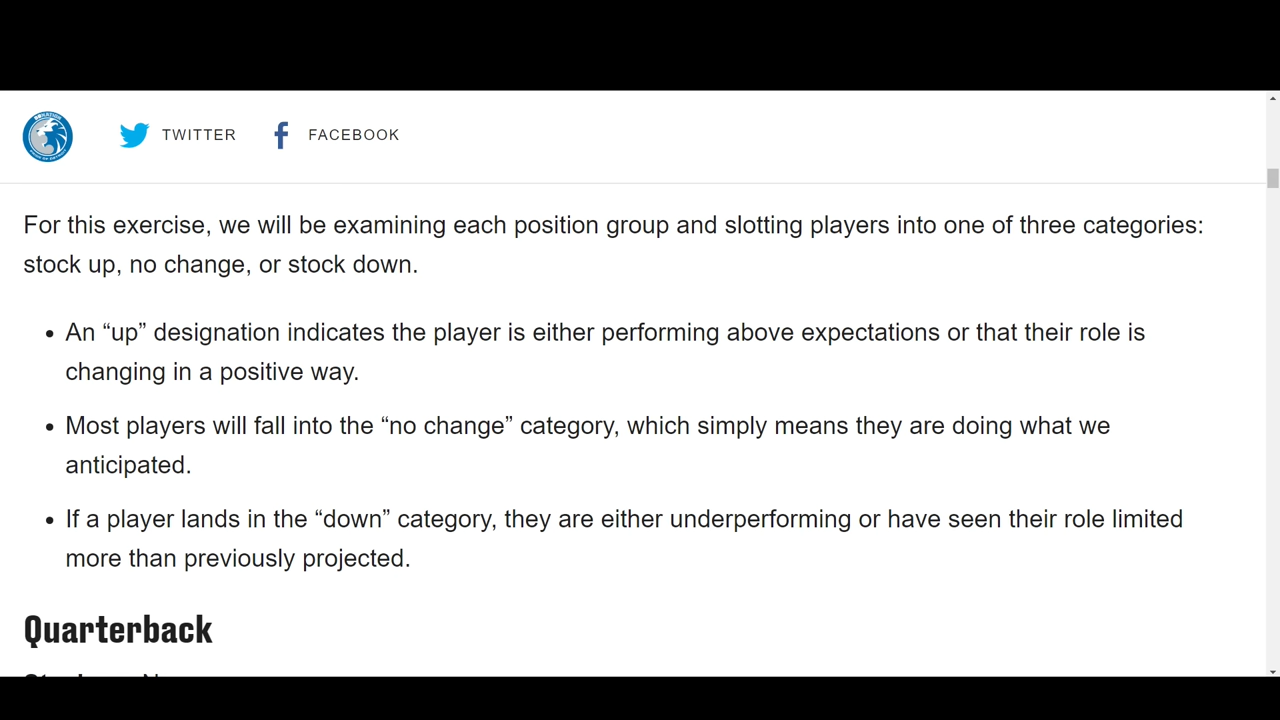 TWITTER FACEBOOK
For this exercise, we will be examining each position group and slotting players into one of three categories:
stock up, no change, or stock down.
• An “up” designation indicates the player is either performing above expectations or that their role is
changing in a positive way.
• Most players will fall into the “no change” category, which simply means they are doing what we
anticipated.
• If a player lands in the “down” category, they are either underperforming or have seen their role limited
more than previously projected.
Quarterback